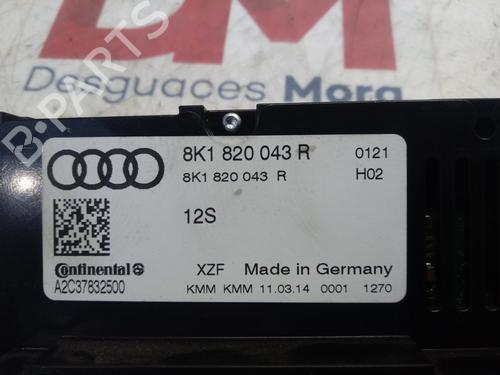 DM
Desguaces Mora
B-PARTS
8K1 820 043 R 0121
8K1 820 043 R H02
12S
Continental
XZF Made in Germany
A2C37832500
KMM KMM 11.03.14 0001 1270